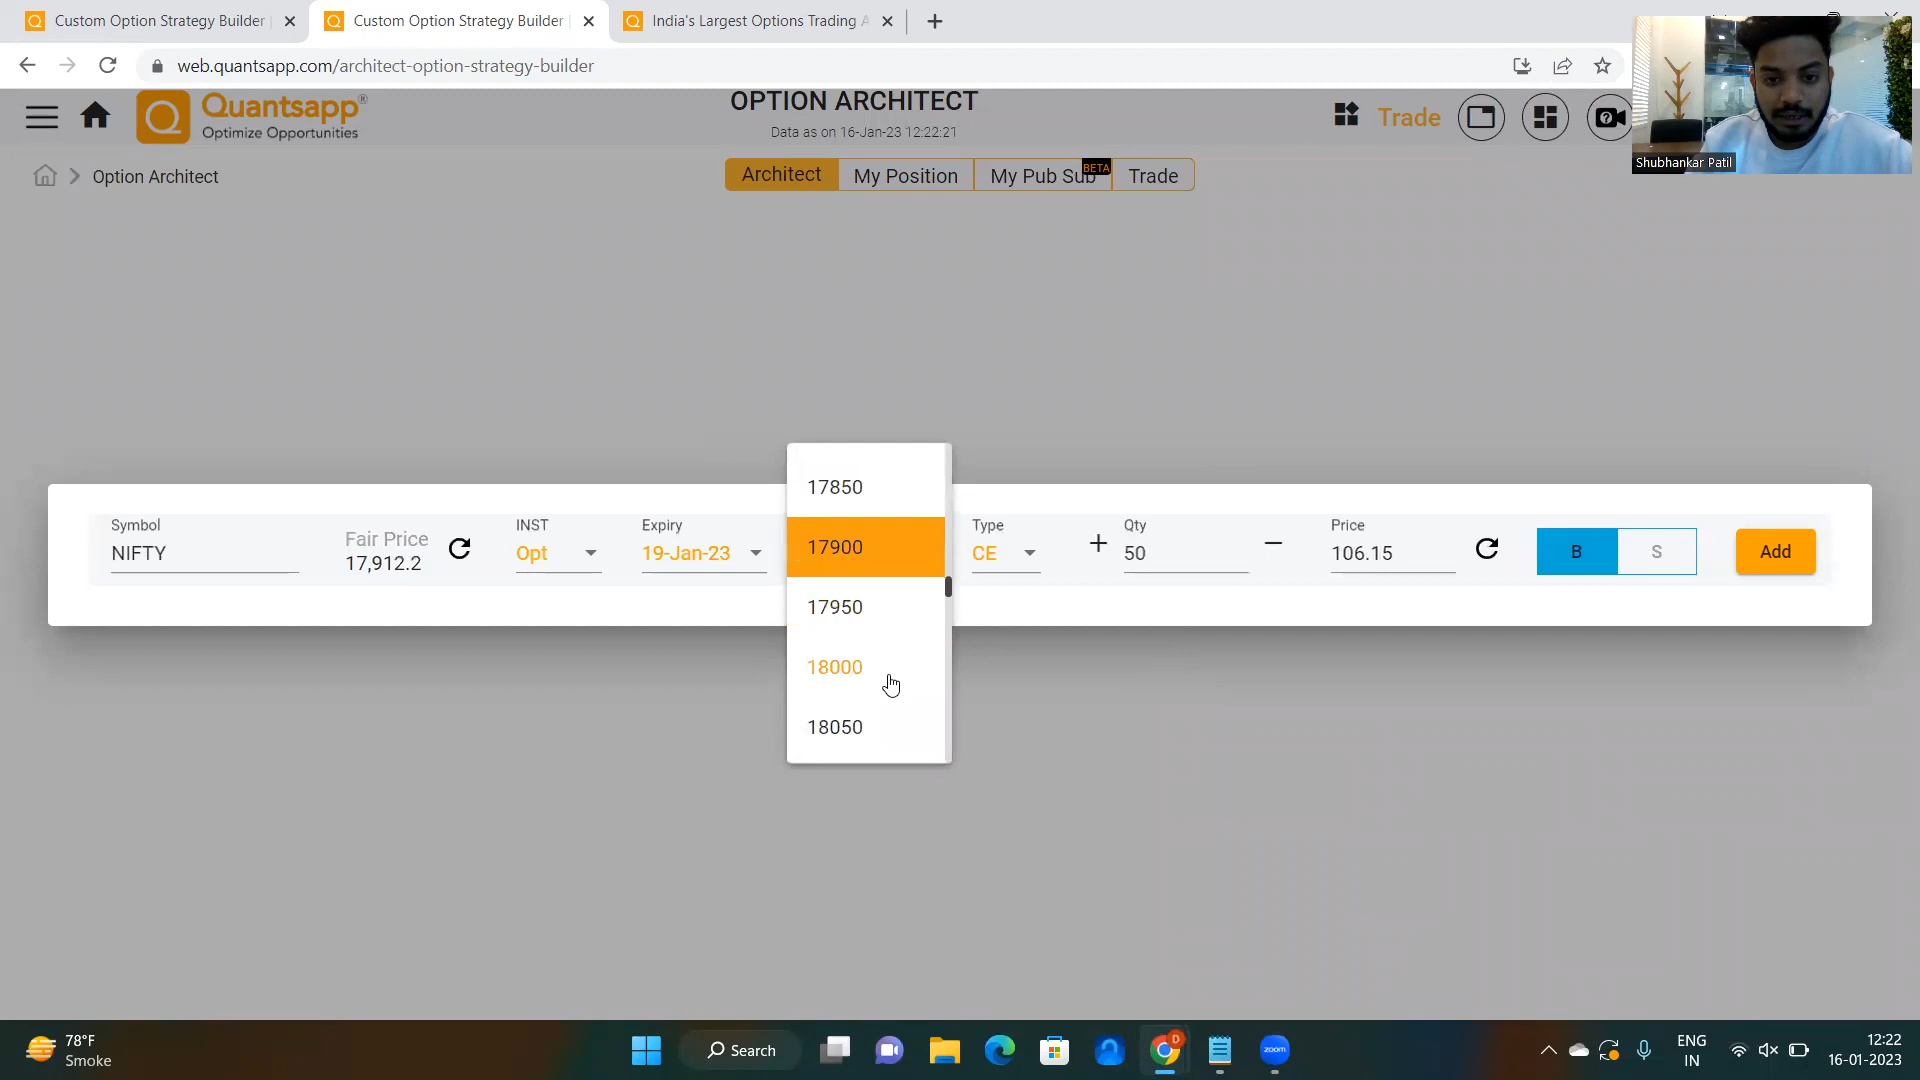 Custom Option Strategy Builder
Custom Option Strategy Builder
India's Largest Options Trading A
web.quantsapp.com/architect-option-strategy-builder
Quantsapp®
Optimize Opportunities
OPTION ARCHITECT
Data as on 16-Jan-23 12:22:21
Trade
Shubhankar Patil
Option Architect
Architect
My Position
My Pub Sub
BETA
Trade
17850
Symbol
NIFTY
Fair Price
17,912.2
INST
Opt
Expiry
19-Jan-23
17900
Type
CE
Qty
50
Price
106.15
B
S
Add
17950
18000
18050
78°F
Smoke
Search
zoom
D
ENG
IN
12:22
16-01-2023